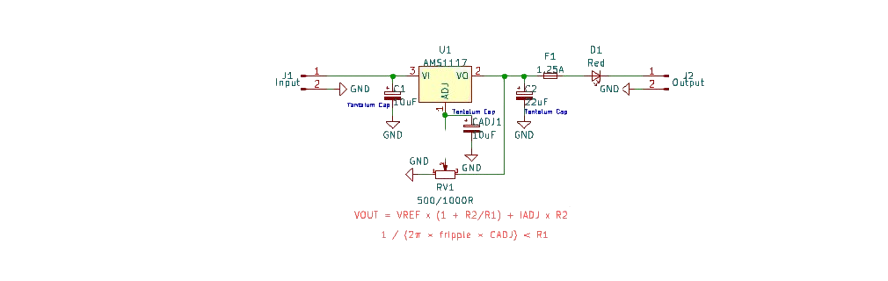 U1
AMS1117
F1
1.25A
D1
Red
J1
Input
1
2
GND
3
VI
VO
2
ADJ
1
C1
10uF
Tantalum Cap
GND
Tantalum Cap
CADJ1
10uF
GND
C2
22uF
Tantalum Cap
GND
GND
1
2
J2
Output
GND
RV1
500/1000R
VOUT = VREF x (1 + R2/R1) + IADJ x R2
1 / (2π × fripple × CADJ) < R1